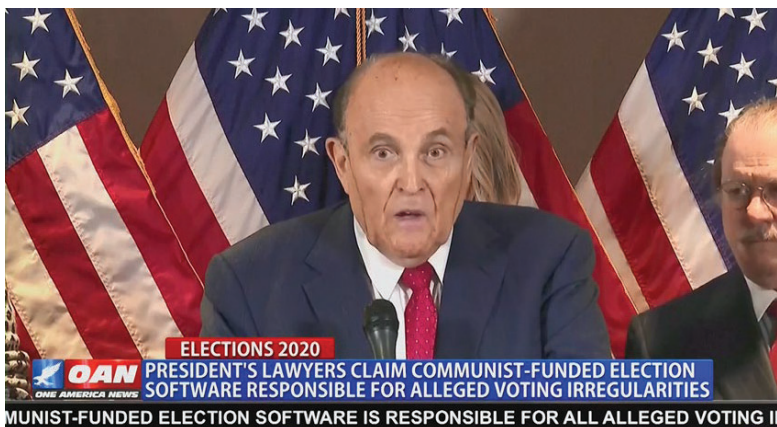 ELECTIONS 2020
OAN
ONE AMERICA NEWS
PRESIDENT'S LAWYERS CLAIM COMMUNIST-FUNDED ELECTION
SOFTWARE RESPONSIBLE FOR ALLEGED VOTING IRREGULARITIES
MUNIST-FUNDED ELECTION SOFTWARE IS RESPONSIBLE FOR ALL ALLEGED VOTING I